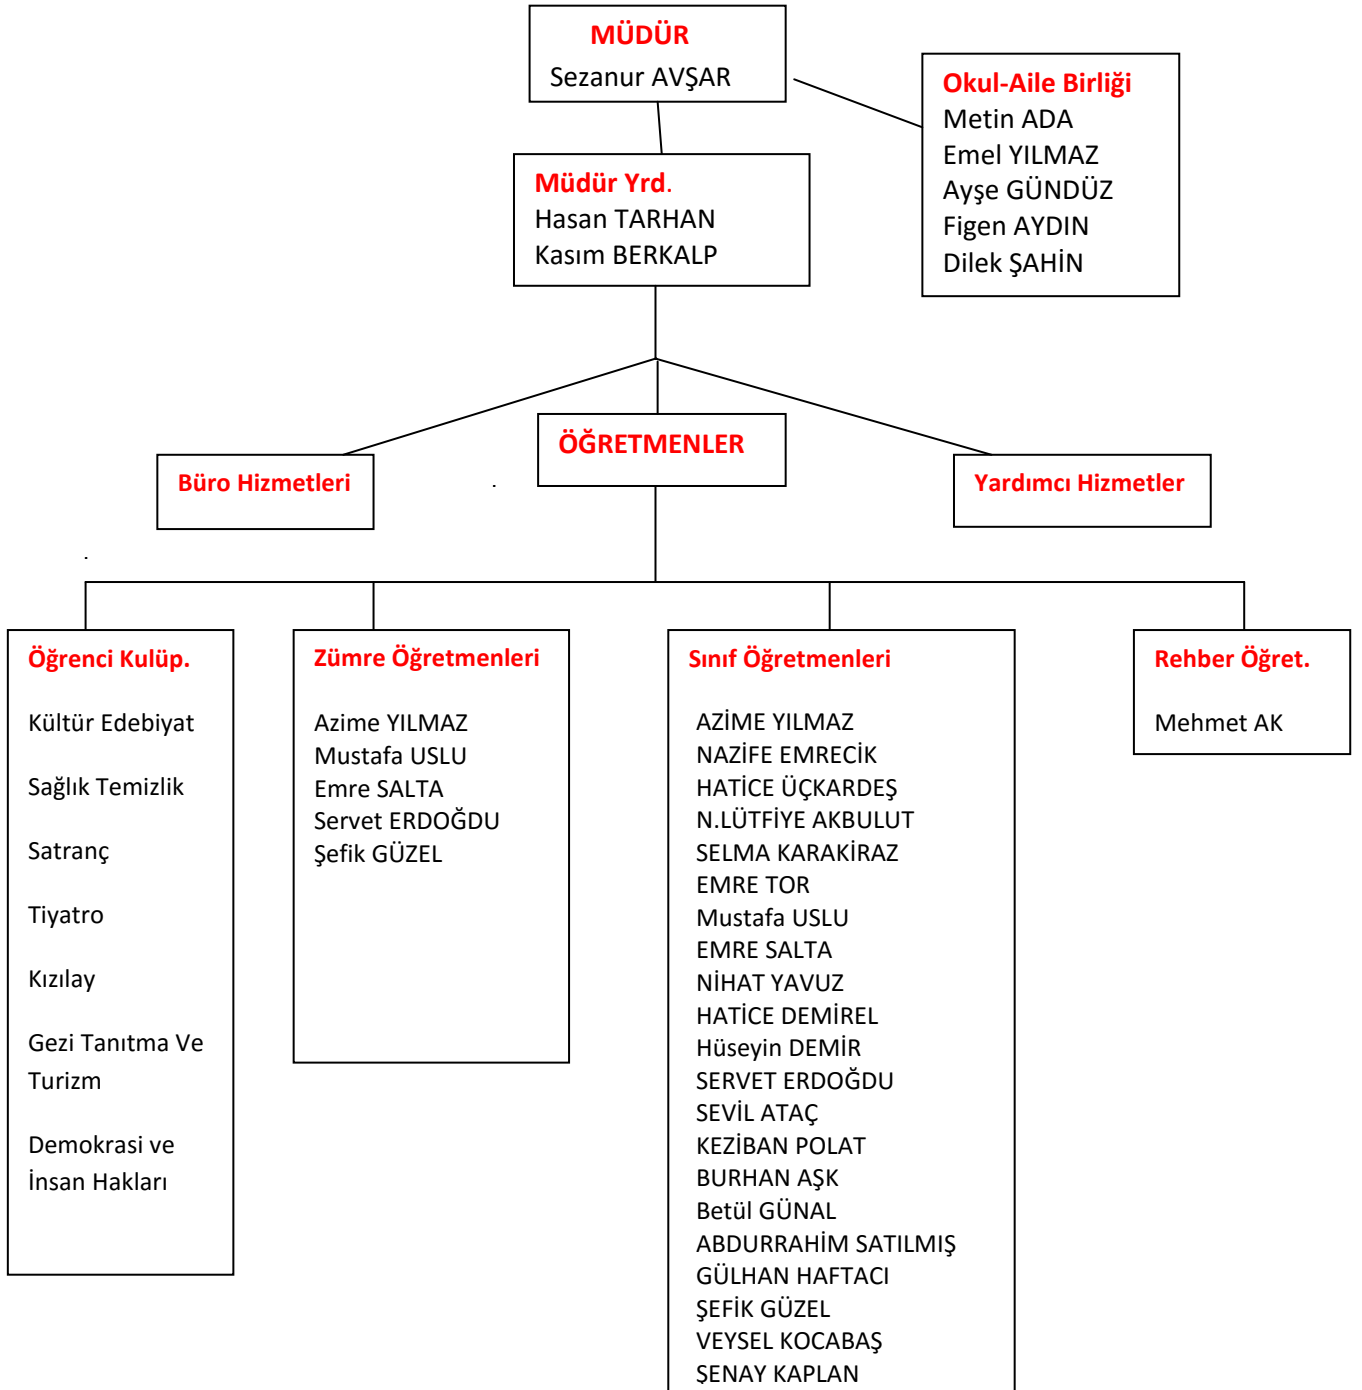 MÜDÜR
Sezanur AVŞAR
Okul-Aile Birliği
Metin ADA
Emel YILMAZ
Ayşe GÜNDÜZ
Figen AYDIN
Dilek ŞAHİN
Müdür Yrd.
Hasan TARHAN
Kasım BERKALP
ÖĞRETMENLER
Büro Hizmetleri
.
Yardımcı Hizmetler
.
Öğrenci Kulüp.
Kültür Edebiyat
Sağlık Temizlik
Satranç
Tiyatro
Kızılay
Gezi Tanıtma Ve
Turizm
Demokrasi ve
İnsan Hakları
Zümre Öğretmenleri
Azime YILMAZ
Mustafa USLU
Emre SALTA
Servet ERDOĞDU
Şefik GÜZEL
Sınıf Öğretmenleri
AZİME YILMAZ
NAZİFE EMRECİK
HATİCE ÜÇKARDEŞ
N.LÜTFİYE AKBULUT
SELMA KARAKİRAZ
EMRE TOR
Mustafa USLU
EMRE SALTA
NİHAT YAVUZ
HATİCE DEMİREL
Hüseyin DEMİR
SERVET ERDOĞDU
SEVİL ATAÇ
KEZİBAN POLAT
BURHAN AŞK
Betül GÜNAL
ABDURRAHİM SATILMIŞ
GÜLHAN HAFTACI
ŞEFİK GÜZEL
VEYSEL KOCABAŞ
ŞENAY KAPLAN
Rehber Öğret.
Mehmet AK